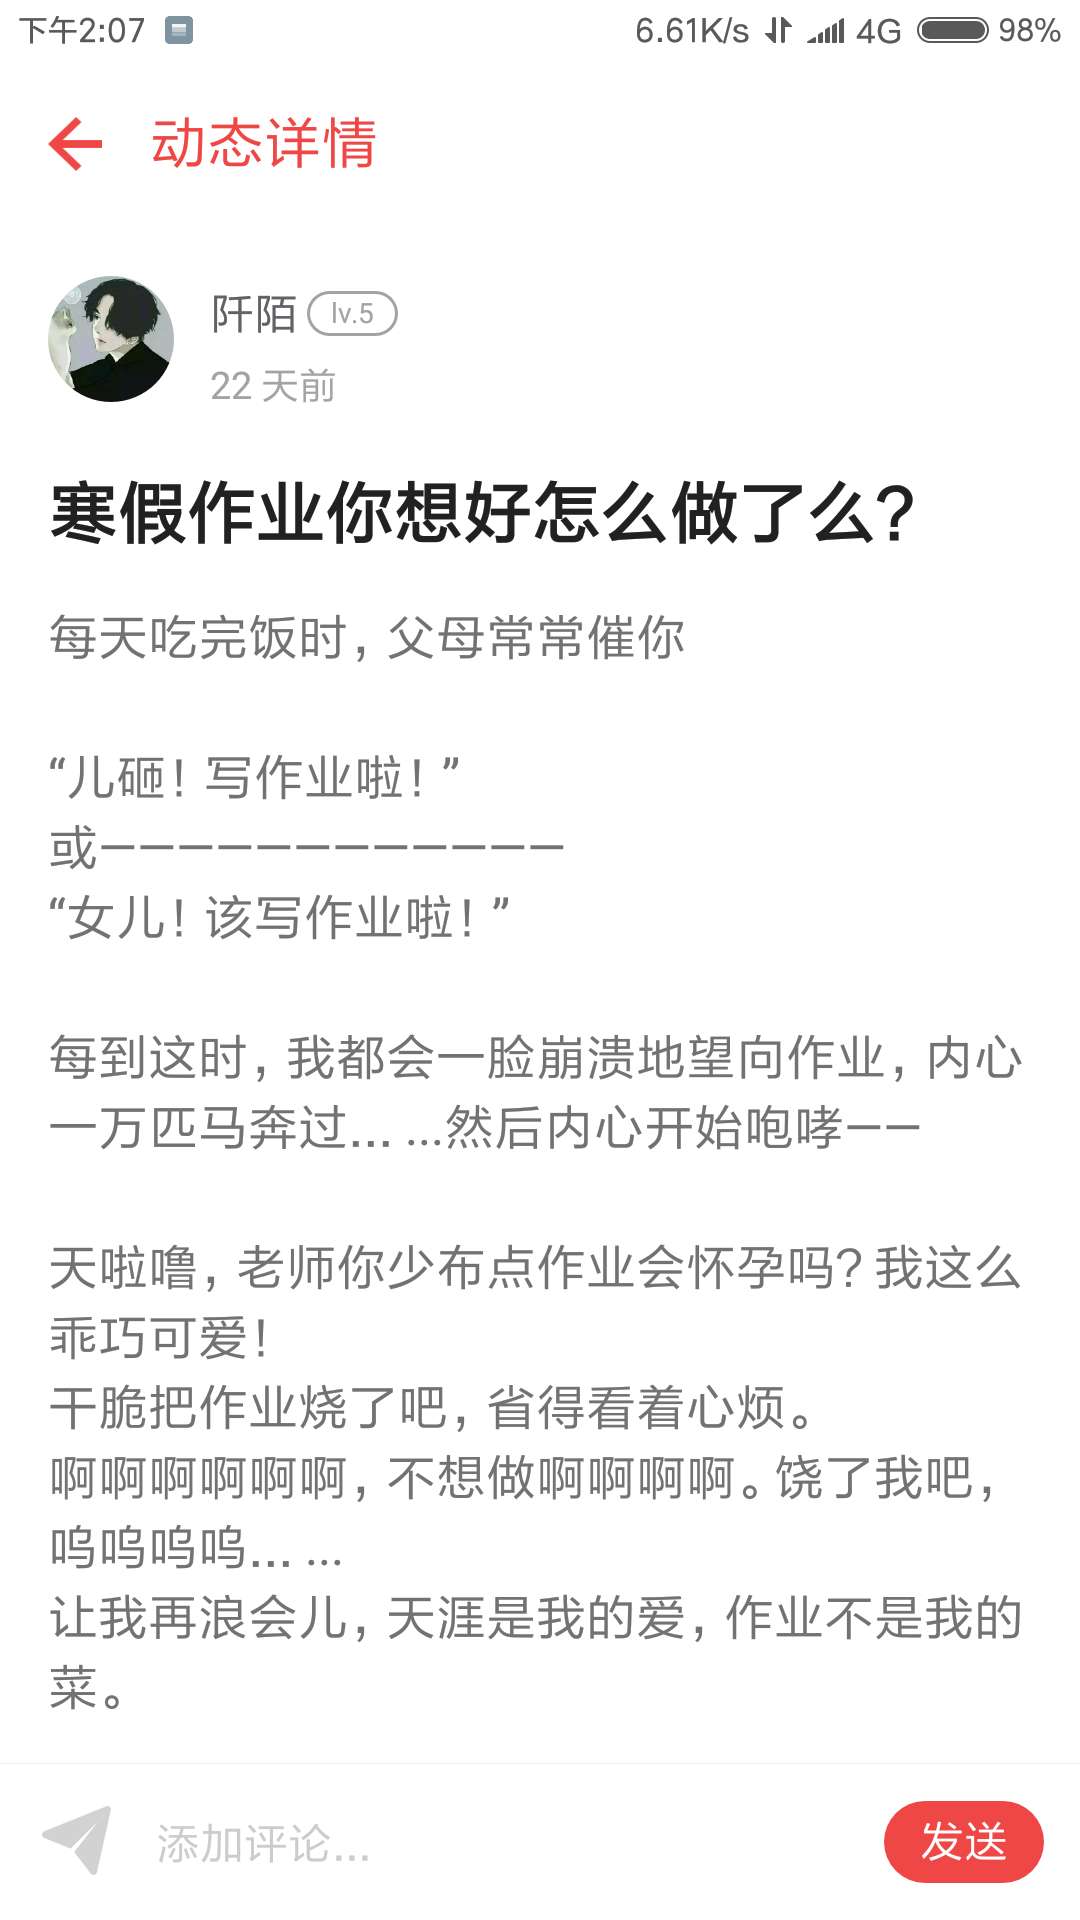 下午2:07 6.61K/s 4G 98%
动态详情
阡陌 lv.5
22 天前
寒假作业你想好怎么做了么?
每天吃完饭时, 父母常常催你
“儿砸! 写作业啦! ”
或————————————
“女儿! 该写作业啦! ”
每到这时, 我都会一脸崩溃地望向作业, 内心
一万匹马奔过... ...然后内心开始咆哮——
天啦噜, 老师你少布点作业会怀孕吗? 我这么
乖巧可爱!
干脆把作业烧了吧, 省得看着心烦。
啊啊啊啊啊啊, 不想做啊啊啊啊。饶了我吧,
呜呜呜呜... ...
让我再浪会儿, 天涯是我的爱, 作业不是我的
菜。
添加评论... 发送